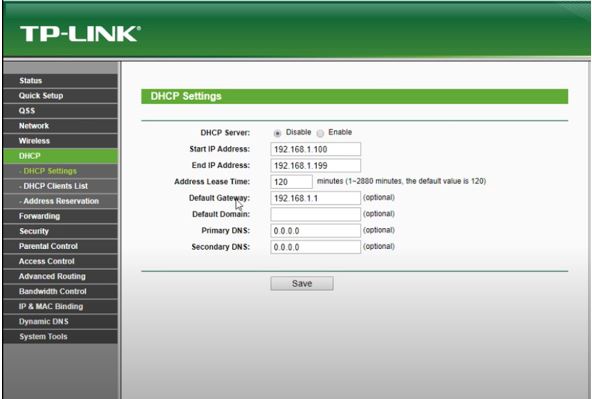 TP-LINK®
Status
Quick Setup
QSS
Network
Wireless
DHCP
- DHCP Settings
- DHCP Clients List
- Address Reservation
Forwarding
Security
Parental Control
Access Control
Advanced Routing
Bandwidth Control
IP & MAC Binding
Dynamic DNS
System Tools
DHCP Settings
DHCP Server: Disable Enable
Start IP Address: 192.168.1.100
End IP Address: 192.168.1.199
Address Lease Time: 120 minutes (1~2880 minutes, the default value is 120)
Default Gateway: 192.168.1.1 (optional)
Default Domain: (optional)
Primary DNS: 0.0.0.0 (optional)
Secondary DNS: 0.0.0.0 (optional)
Save